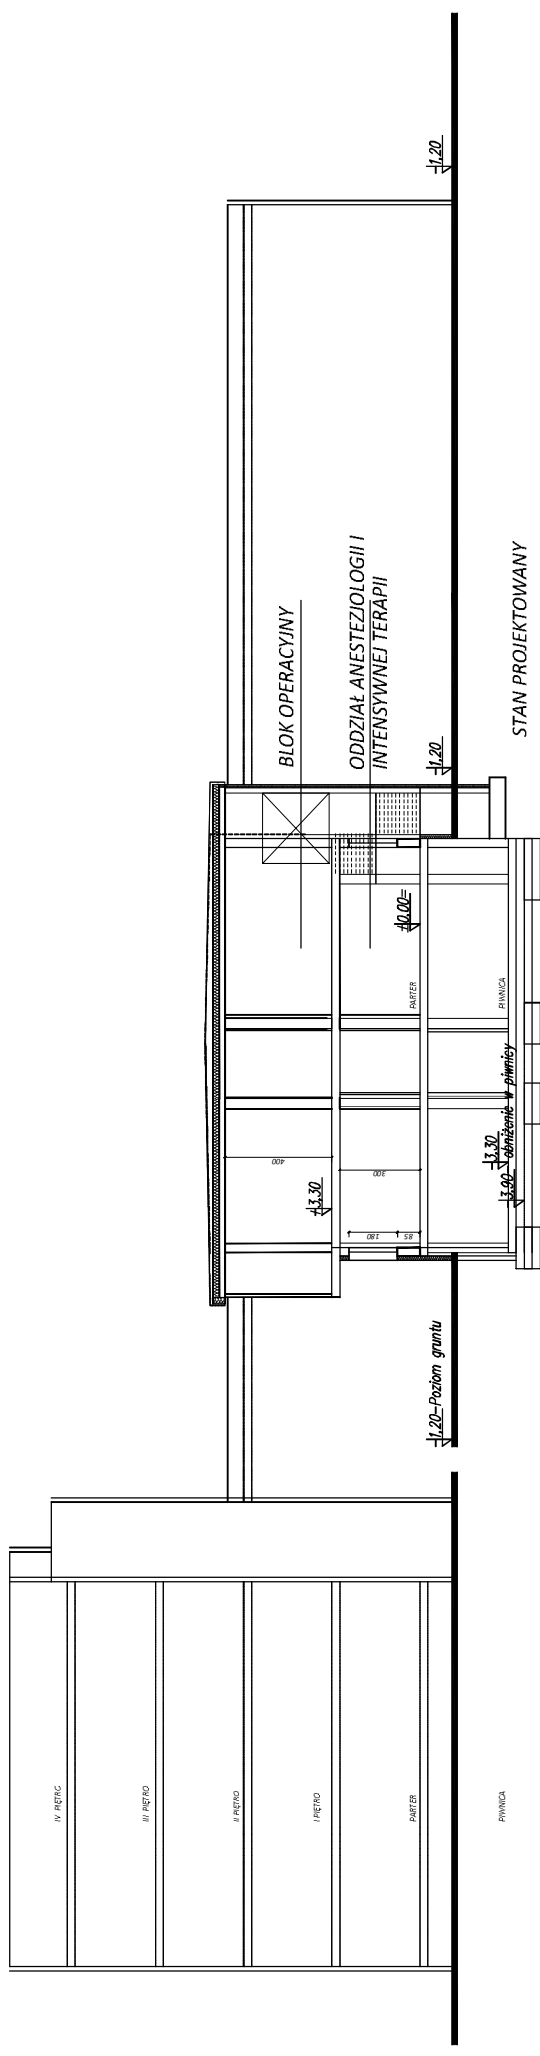 IV PIĘTRO
III PIĘTRO
II PIĘTRO
I PIĘTRO
PARTER
PIWNICA
-1,20=Poziom gruntu
+3,30
400
300
180
85
-3,30
-3,90 obniżenie w piwnicy
PARTER
PIWNICA
±0,00=
BLOK OPERACYJNY
ODDZIAŁ ANESTEZJOLOGII I
INTENSYWNEJ TERAPII
-1,20
STAN PROJEKTOWANY
-1,20